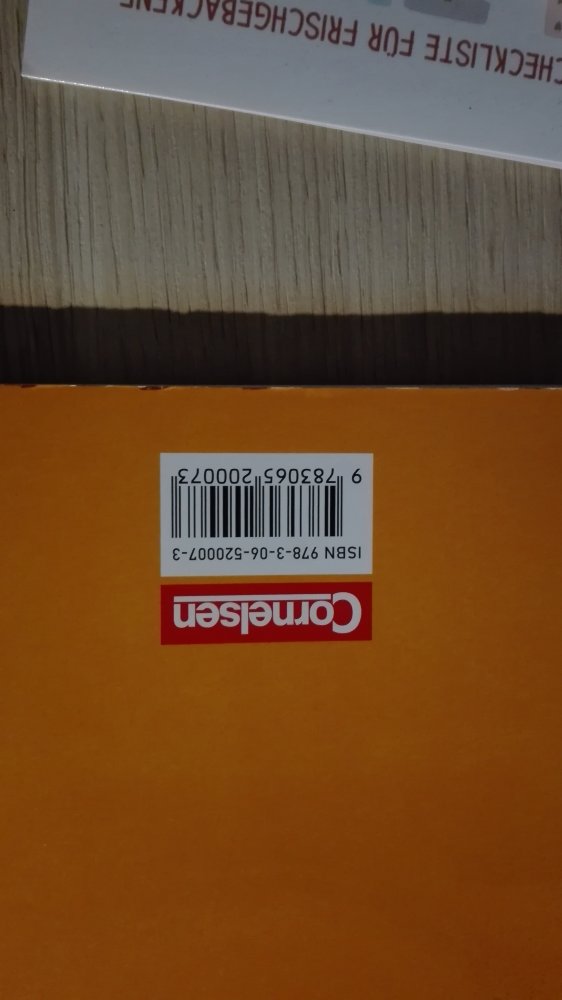 CHECKLISTE FÜR FRISCHGEBACKENE
Cornelsen
ISBN 978-3-06-520007-3
9 783065 200073